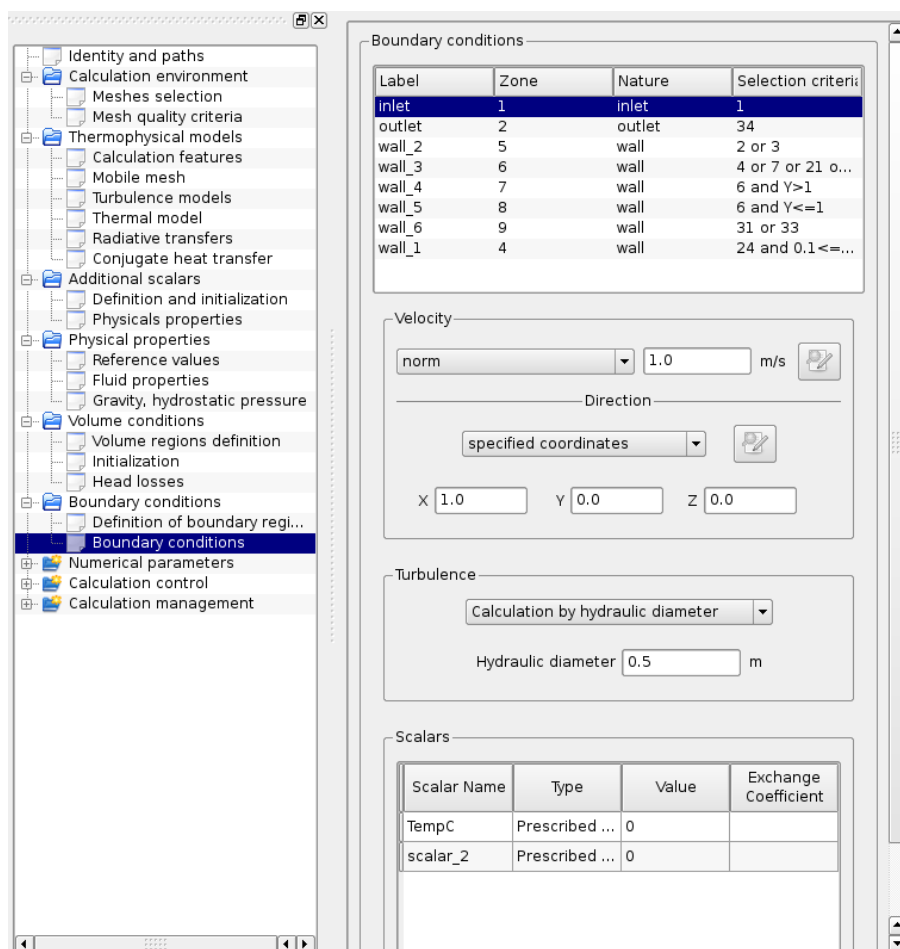 Identity and paths
Calculation environment
Meshes selection
Mesh quality criteria
Thermophysical models
Calculation features
Mobile mesh
Turbulence models
Thermal model
Radiative transfers
Conjugate heat transfer
Additional scalars
Definition and initialization
Physicals properties
Physical properties
Reference values
Fluid properties
Gravity, hydrostatic pressure
Volume conditions
Volume regions definition
Initialization
Head losses
Boundary conditions
Definition of boundary regi...
Boundary conditions
Numerical parameters
Calculation control
Calculation management
Boundary conditions
Label Zone Nature Selection criteria
inlet 1 inlet 1
outlet 2 outlet 34
wall_2 5 wall 2 or 3
wall_3 6 wall 4 or 7 or 21 o...
wall_4 7 wall 6 and Y>1
wall_5 8 wall 6 and Y<=1
wall_6 9 wall 31 or 33
wall_1 4 wall 24 and 0.1<=...
Velocity
norm 1.0 m/s
Direction
specified coordinates
X 1.0 Y 0.0 Z 0.0
Turbulence
Calculation by hydraulic diameter
Hydraulic diameter 0.5 m
Scalars
Scalar Name Type Value Exchange
Coefficient
TempC Prescribed ... 0
scalar_2 Prescribed ... 0